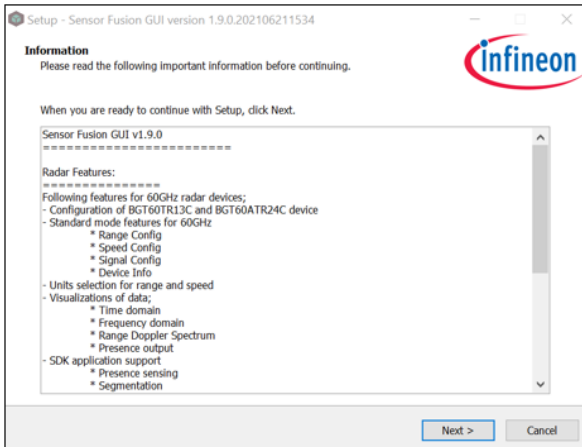 Setup - Sensor Fusion GUI version 1.9.0.202106211534
Information
Please read the following important information before continuing.
infineon
When you are ready to continue with Setup, click Next.
Sensor Fusion GUI v1.9.0
========================
Radar Features:
===============
Following features for 60GHz radar devices;
- Configuration of BGT60TR13C and BGT60ATR24C device
- Standard mode features for 60GHz
* Range Config
* Speed Config
* Signal Config
* Device Info
- Units selection for range and speed
- Visualizations of data;
* Time domain
* Frequency domain
* Range Doppler Spectrum
* Presence output
- SDK application support
* Presence sensing
* Segmentation
Next >
Cancel